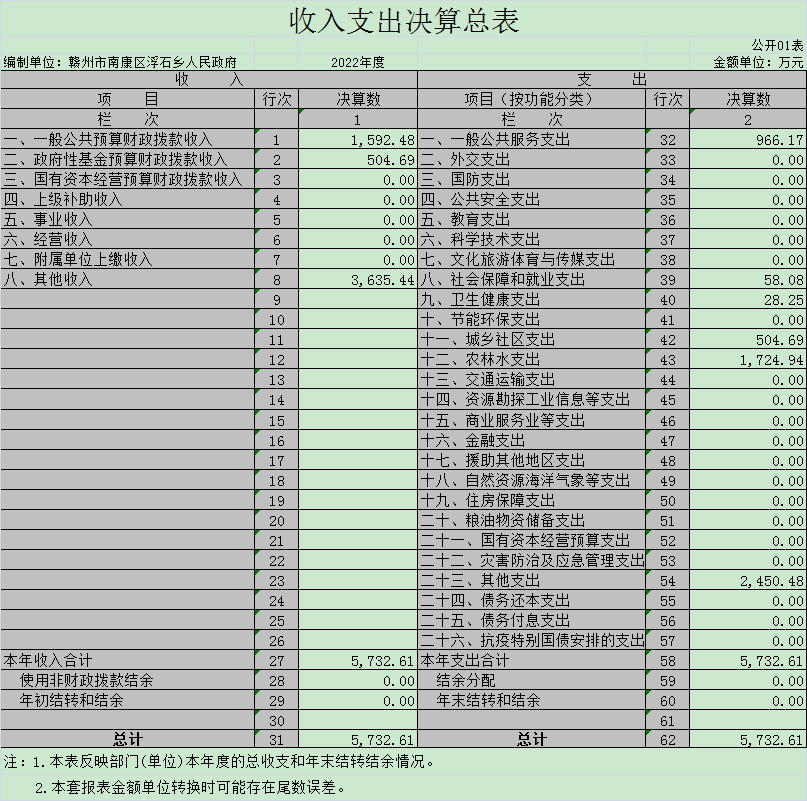 收入支出决算总表
公开01表
编制单位：赣州市南康区浮石乡人民政府 2022年度 金额单位：万元
收 入 支 出
项 目 行次 决算数 项目（按功能分类） 行次 决算数
栏 次 1 栏 次 2
一、一般公共预算财政拨款收入 1 1,592.48 一、一般公共服务支出 32 966.17
二、政府性基金预算财政拨款收入 2 504.69 二、外交支出 33 0.00
三、国有资本经营预算财政拨款收入 3 0.00 三、国防支出 34 0.00
四、上级补助收入 4 0.00 四、公共安全支出 35 0.00
五、事业收入 5 0.00 五、教育支出 36 0.00
六、经营收入 6 0.00 六、科学技术支出 37 0.00
七、附属单位上缴收入 7 0.00 七、文化旅游体育与传媒支出 38 0.00
八、其他收入 8 3,635.44 八、社会保障和就业支出 39 58.08
9 九、卫生健康支出 40 28.25
10 十、节能环保支出 41 0.00
11 十一、城乡社区支出 42 504.69
12 十二、农林水支出 43 1,724.94
13 十三、交通运输支出 44 0.00
14 十四、资源勘探工业信息等支出 45 0.00
15 十五、商业服务业等支出 46 0.00
16 十六、金融支出 47 0.00
17 十七、援助其他地区支出 48 0.00
18 十八、自然资源海洋气象等支出 49 0.00
19 十九、住房保障支出 50 0.00
20 二十、粮油物资储备支出 51 0.00
21 二十一、国有资本经营预算支出 52 0.00
22 二十二、灾害防治及应急管理支出 53 0.00
23 二十三、其他支出 54 2,450.48
24 二十四、债务还本支出 55 0.00
25 二十五、债务付息支出 56 0.00
26 二十六、抗疫特别国债安排的支出 57 0.00
本年收入合计 27 5,732.61 本年支出合计 58 5,732.61
使用非财政拨款结余 28 0.00 结余分配 59 0.00
年初结转和结余 29 0.00 年末结转和结余 60 0.00
30 61
总计 31 5,732.61 总计 62 5,732.61
注：1.本表反映部门(单位)本年度的总收支和年末结转结余情况。
2.本套报表金额单位转换时可能存在尾数误差。